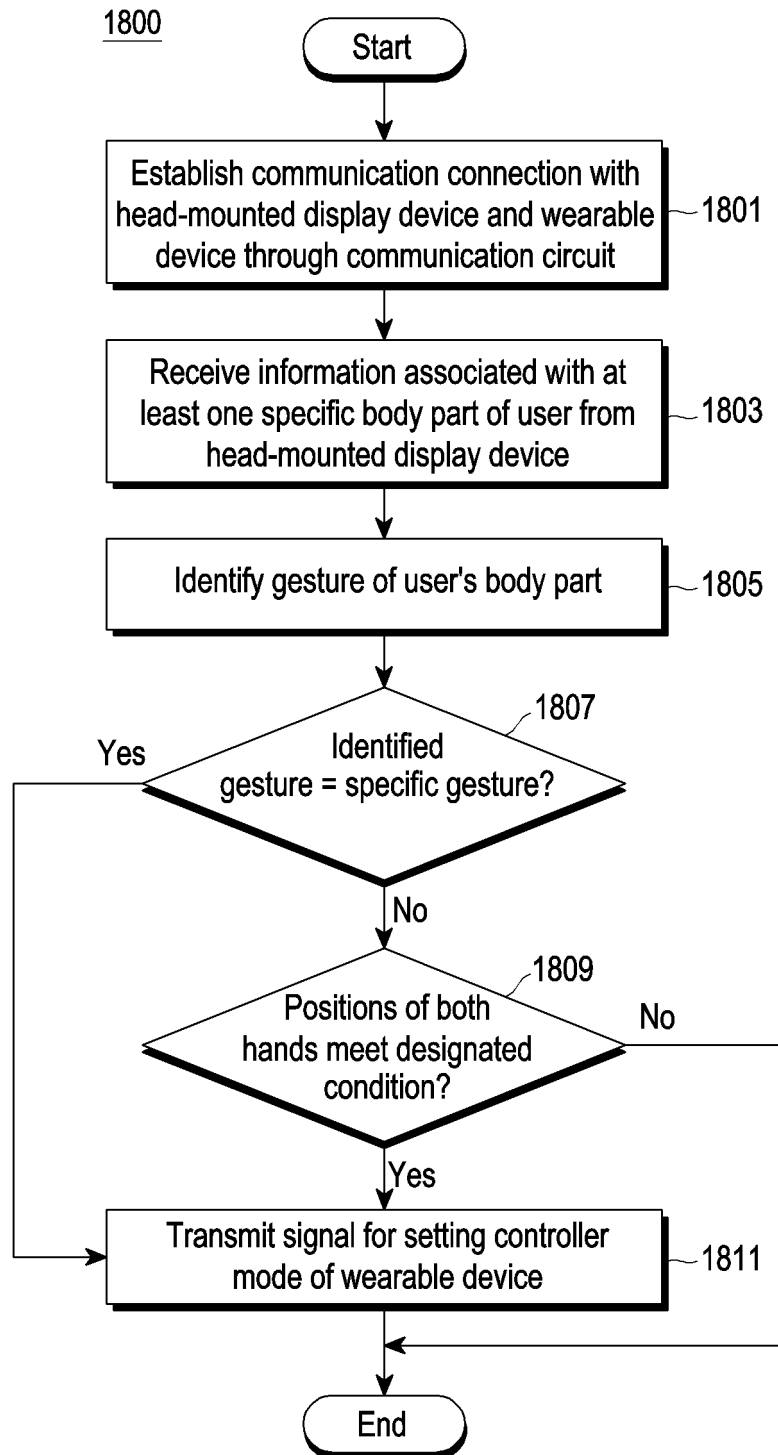 1800
Start
Establish communication connection with
head-mounted display device and wearable
device through communication circuit
1801
Receive information associated with at
least one specific body part of user from
head-mounted display device
1803
Identify gesture of user's body part
1805
1807
Yes
Identified
gesture = specific gesture?
No
1809
Positions of both
hands meet designated
condition?
No
Yes
Transmit signal for setting controller
mode of wearable device
1811
End